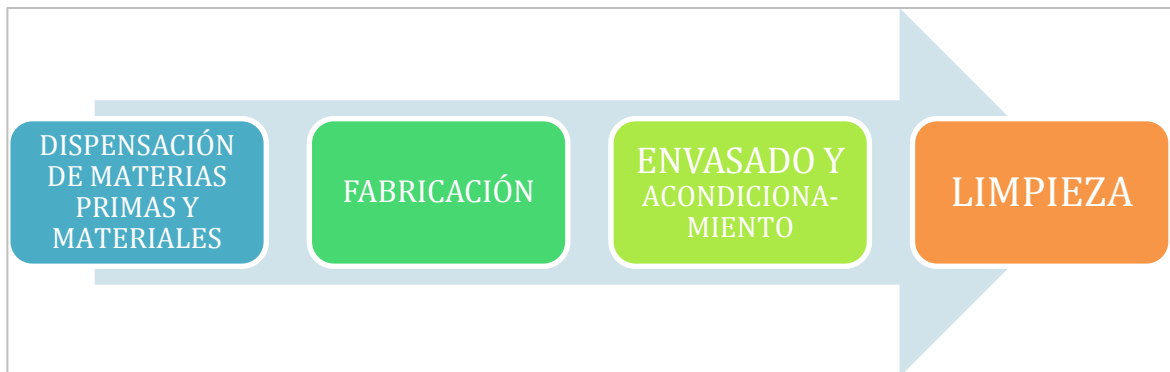 DISPENSACIÓN
DE MATERIAS
PRIMAS Y
MATERIALES
FABRICACIÓN
ENVASADO Y
ACONDICIONA-
MIENTO
LIMPIEZA